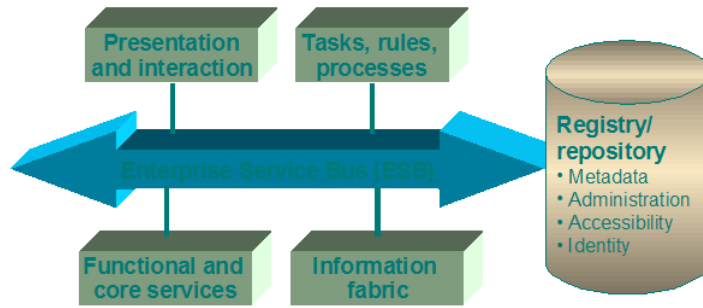 Presentation
and interaction
Tasks, rules,
processes
Enterprise Service Bus (ESB)
Registry/
repository
• Metadata
• Administration
• Accessibility
• Identity
Functional and
core services
Information
fabric